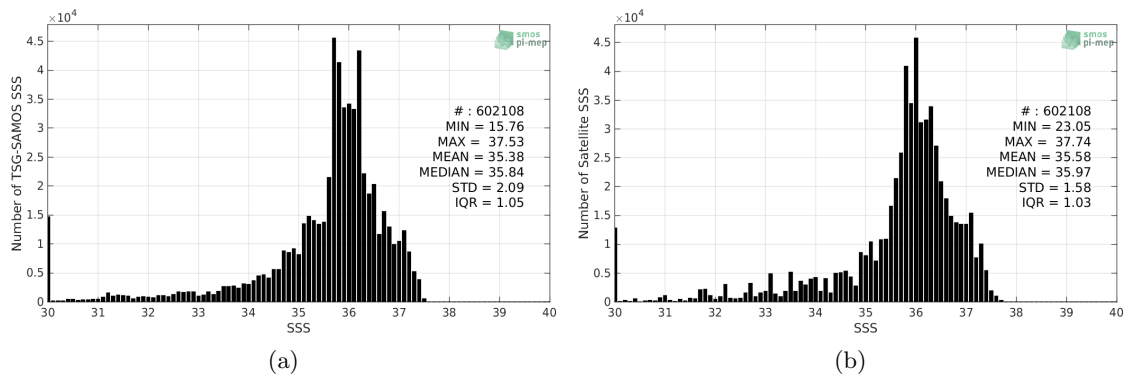 ×10⁴
4.5
4
3.5
3
2.5
2
1.5
1
0.5
0
Number of TSG-SAMOS SSS
smos
pi-mep
# : 602108
MIN = 15.76
MAX = 37.53
MEAN = 35.38
MEDIAN = 35.84
STD = 2.09
IQR = 1.05
30 31 32 33 34 35 36 37 38 39 40
SSS
(a)
×10⁴
4.5
4
3.5
3
2.5
2
1.5
1
0.5
0
Number of Satellite SSS
smos
pi-mep
# : 602108
MIN = 23.05
MAX = 37.74
MEAN = 35.58
MEDIAN = 35.97
STD = 1.58
IQR = 1.03
30 31 32 33 34 35 36 37 38 39 40
SSS
(b)